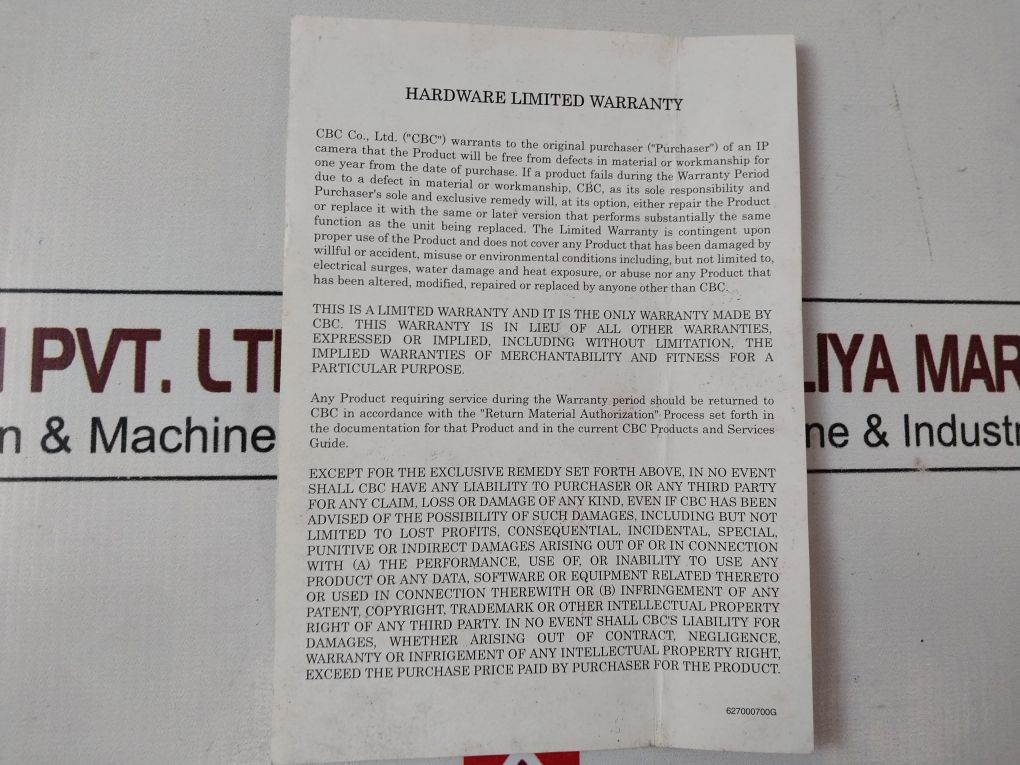 HARDWARE LIMITED WARRANTY
CBC Co., Ltd. ("CBC") warrants to the original purchaser ("Purchaser") of an IP
camera that the Product will be free from defects in material or workmanship for
one year from the date of purchase. If a product fails during the Warranty Period
due to a defect in material or workmanship, CBC, as its sole responsibility and
Purchaser's sole and exclusive remedy will, at its option, either repair the Product
or replace it with the same or later version that performs substantially the same
function as the unit being replaced. The Limited Warranty is contingent upon
proper use of the Product and does not cover any Product that has been damaged by
willful or accident, misuse or environmental conditions including, but not limited to,
electrical surges, water damage and heat exposure, or abuse nor any Product that
has been altered, modified, repaired or replaced by anyone other than CBC.
THIS IS A LIMITED WARRANTY AND IT IS THE ONLY WARRANTY MADE BY
CBC. THIS WARRANTY IS IN LIEU OF ALL OTHER WARRANTIES,
EXPRESSED OR IMPLIED, INCLUDING WITHOUT LIMITATION, THE
IMPLIED WARRANTIES OF MERCHANTABILITY AND FITNESS FOR A
PARTICULAR PURPOSE.
Any Product requiring service during the Warranty period should be returned to
CBC in accordance with the "Return Material Authorization" Process set forth in
the documentation for that Product and in the current CBC Products and Services
Guide.
EXCEPT FOR THE EXCLUSIVE REMEDY SET FORTH ABOVE, IN NO EVENT
SHALL CBC HAVE ANY LIABILITY TO PURCHASER OR ANY THIRD PARTY
FOR ANY CLAIM, LOSS OR DAMAGE OF ANY KIND, EVEN IF CBC HAS BEEN
ADVISED OF THE POSSIBILITY OF SUCH DAMAGES, INCLUDING BUT NOT
LIMITED TO LOST PROFITS, CONSEQUENTIAL, INCIDENTAL, SPECIAL,
PUNITIVE OR INDIRECT DAMAGES ARISING OUT OF OR IN CONNECTION
WITH (A) THE PERFORMANCE, USE OF, OR INABILITY TO USE ANY
PRODUCT OR ANY DATA, SOFTWARE OR EQUIPMENT RELATED THERETO
OR USED IN CONNECTION THEREWITH OR (B) INFRINGEMENT OF ANY
PATENT, COPYRIGHT, TRADEMARK OR OTHER INTELLECTUAL PROPERTY
RIGHT OF ANY THIRD PARTY. IN NO EVENT SHALL CBC'S LIABILITY FOR
DAMAGES, WHETHER ARISING OUT OF CONTRACT, NEGLIGENCE,
WARRANTY OR INFRIGEMENT OF ANY INTELLECTUAL PROPERTY RIGHT,
EXCEED THE PURCHASE PRICE PAID BY PURCHASER FOR THE PRODUCT.
627000700G
PVT. LT
LIYA MAR
n & Machine
ne & Industr